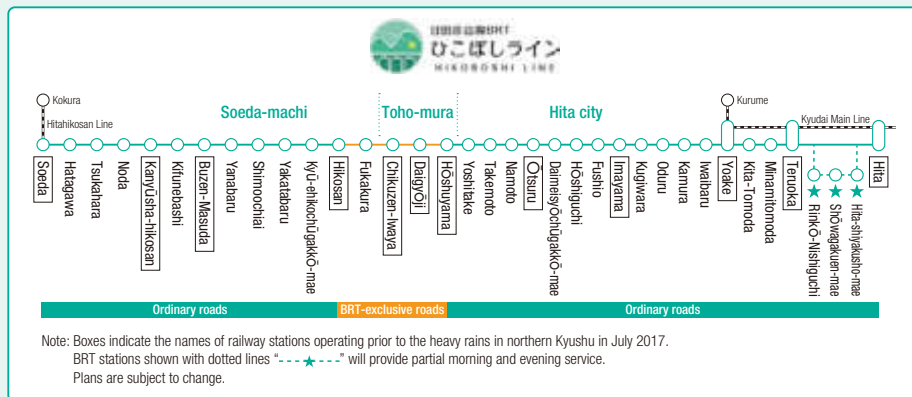 日田彦山線BRT
ひこぼしライン
HIKOBOSHI LINE
Kokura
Hitahikosan Line
Soeda-machi
Toho-mura
Hita city
Kurume
Kyudai Main Line
Soeda
Hatagawa
Tsukahara
Noda
Kanyūsha-hikosan
Kifunebashi
Buzen-Masuda
Yanabaru
Shimoochiai
Yakatabaru
Kyū-ehikochūgakkō-mae
Hikosan
Fukakura
Chikuzen-Iwaya
Daigyōji
Hōshuyama
Yoshitake
Takemoto
Namoto
Ōtsuru
Daimeisyōchūgakkō-mae
Hōshiguchi
Fushio
Imayama
Kugiwara
Oduru
Kamura
Iwaibaru
Yoake
Kita-Tomoda
Minamitomoda
Teruoka
Rinkō-Nishiguchi
Shōwagakuen-mae
Hita-shiyakusho-mae
Hita
Ordinary roads
BRT-exclusive roads
Ordinary roads
Note: Boxes indicate the names of railway stations operating prior to the heavy rains in northern Kyushu in July 2017.
BRT stations shown with dotted lines "----★----" will provide partial morning and evening service.
Plans are subject to change.